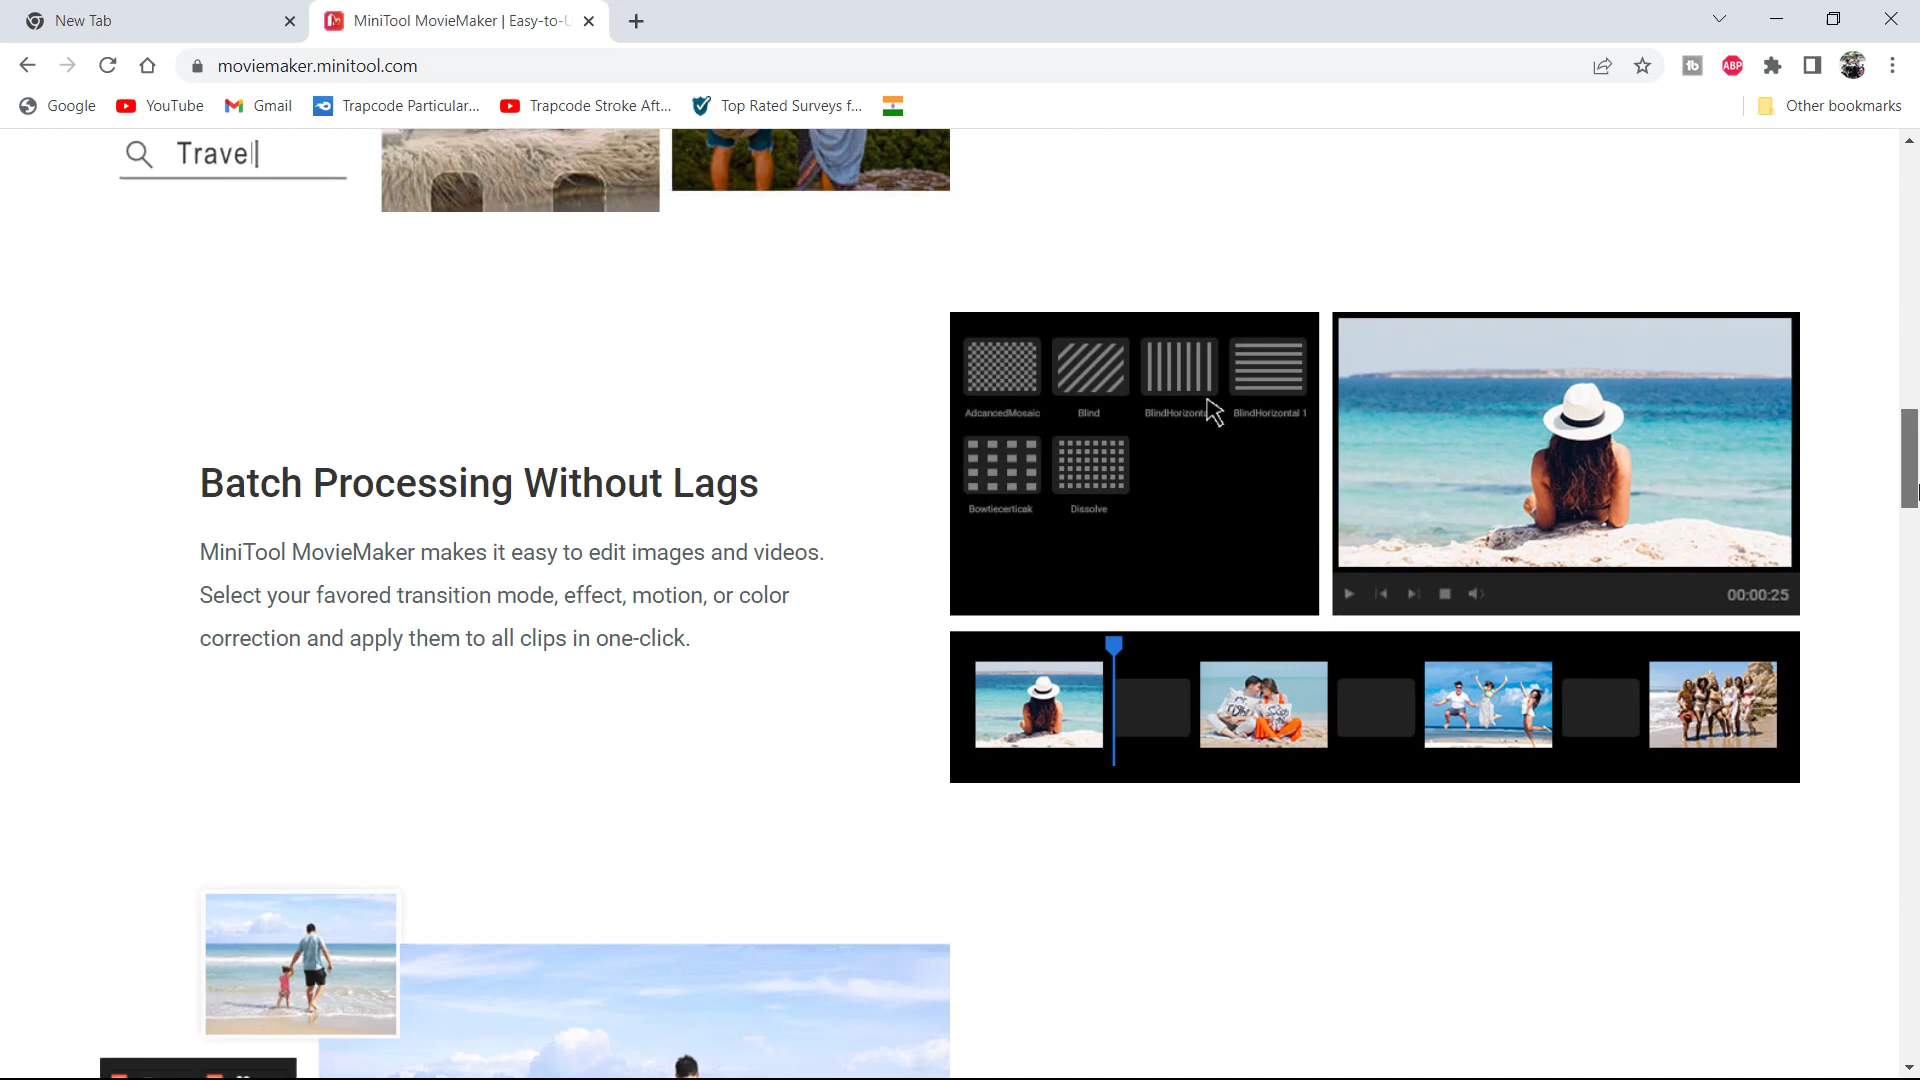 New Tab
MiniTool MovieMaker | Easy-to-U
moviemaker.minitool.com
ABP
Google
YouTube
Gmail
Trapcode Particular...
Trapcode Stroke Aft...
Top Rated Surveys f...
Other bookmarks
Travel
AdcancedMosaic
Blind
BlindHorizont
BlindHorizontal 1
Bowtiecerticak
Dissolve
00:00:25
Batch Processing Without Lags
MiniTool MovieMaker makes it easy to edit images and videos.
Select your favored transition mode, effect, motion, or color
correction and apply them to all clips in one-click.